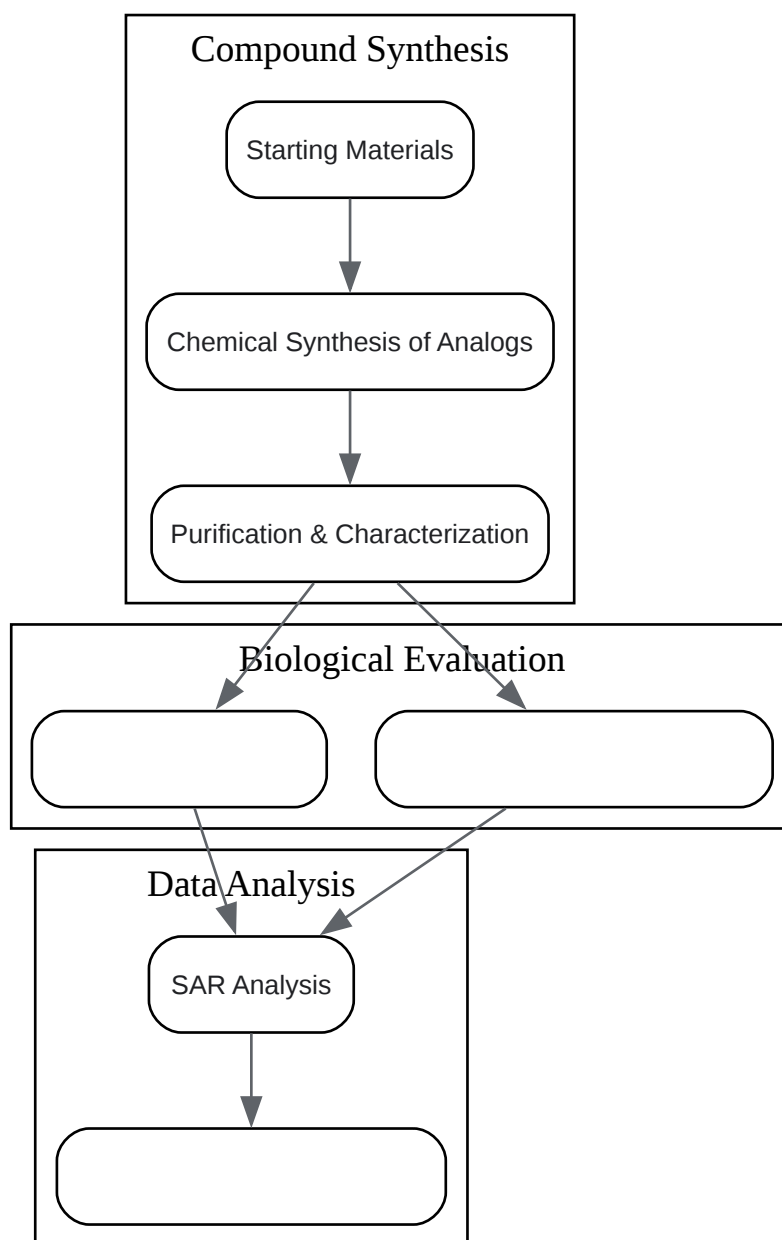 Compound Synthesis
Starting Materials
Chemical Synthesis of Analogs
Purification & Characterization
Biological Evaluation
Data Analysis
SAR Analysis